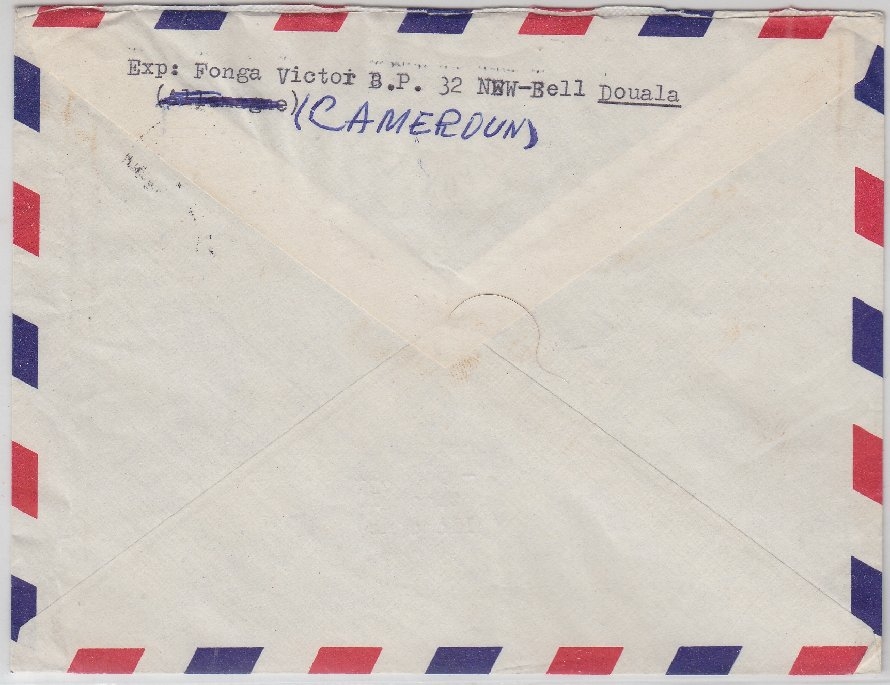 Exp: Fonga Victor B.P. 32 NEW-Bell Douala
(CAMEROUN)